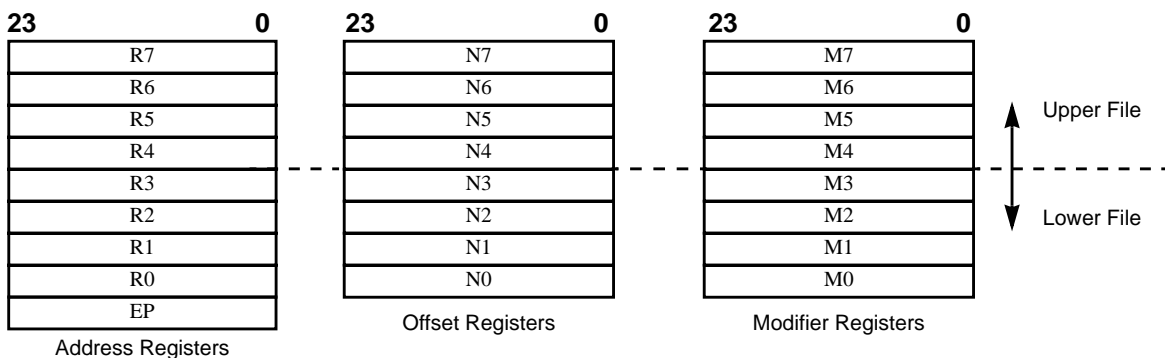 23 0 23 0 23 0
R7 N7 M7
R6 N6 M6
R5 N5 M5
R4 N4 M4
R3 N3 M3
R2 N2 M2
R1 N1 M1
R0 N0 M0
EP
Upper File
Lower File
Address Registers
Offset Registers
Modifier Registers